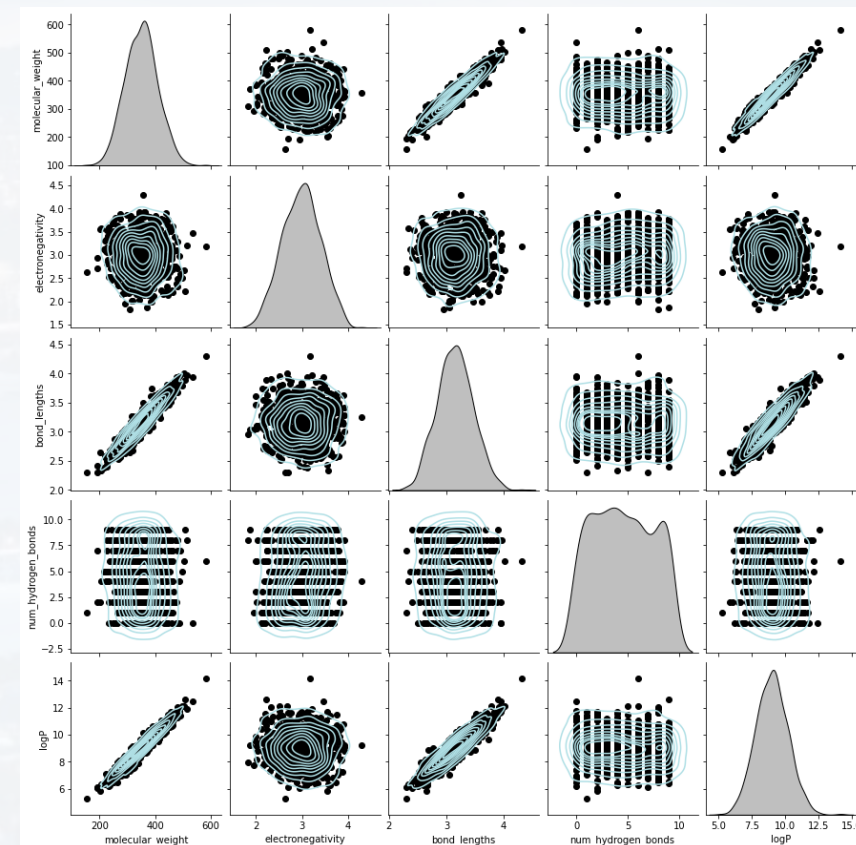 600
500
400
300
200
100
molecular_weight
4.5
4.0
3.5
3.0
2.5
2.0
1.5
electronegativity
4.5
4.0
3.5
3.0
2.5
2.0
bond_lengths
10.0
7.5
5.0
2.5
0.0
−2.5
num_hydrogen_bonds
14
12
10
8
6
logP
200 400 600
molecular_weight
2 3 4
electronegativity
2 3 4
bond_lengths
0 5 10
num_hydrogen_bonds
5.0 7.5 10.0 12.5
logP